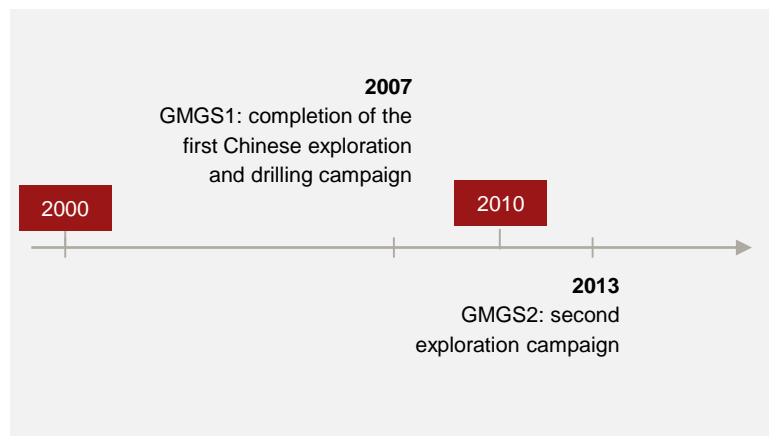 2007
GMGS1: completion of the
first Chinese exploration
and drilling campaign
2000
2010
2013
GMGS2: second
exploration campaign